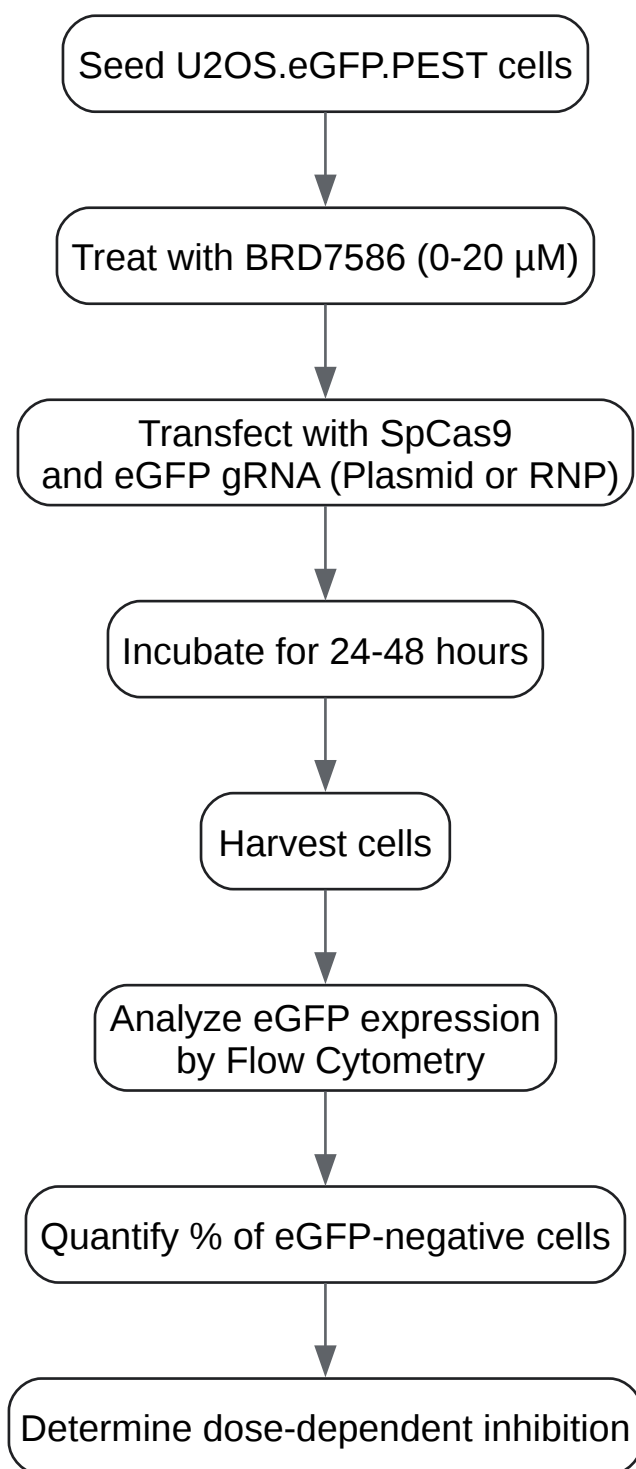 Seed U2OS.eGFP.PEST cells
Treat with BRD7586 (0-20 µM)
Transfect with SpCas9
and eGFP gRNA (Plasmid or RNP)
Incubate for 24-48 hours
Harvest cells
Analyze eGFP expression
by Flow Cytometry
Quantify % of eGFP-negative cells
Determine dose-dependent inhibition